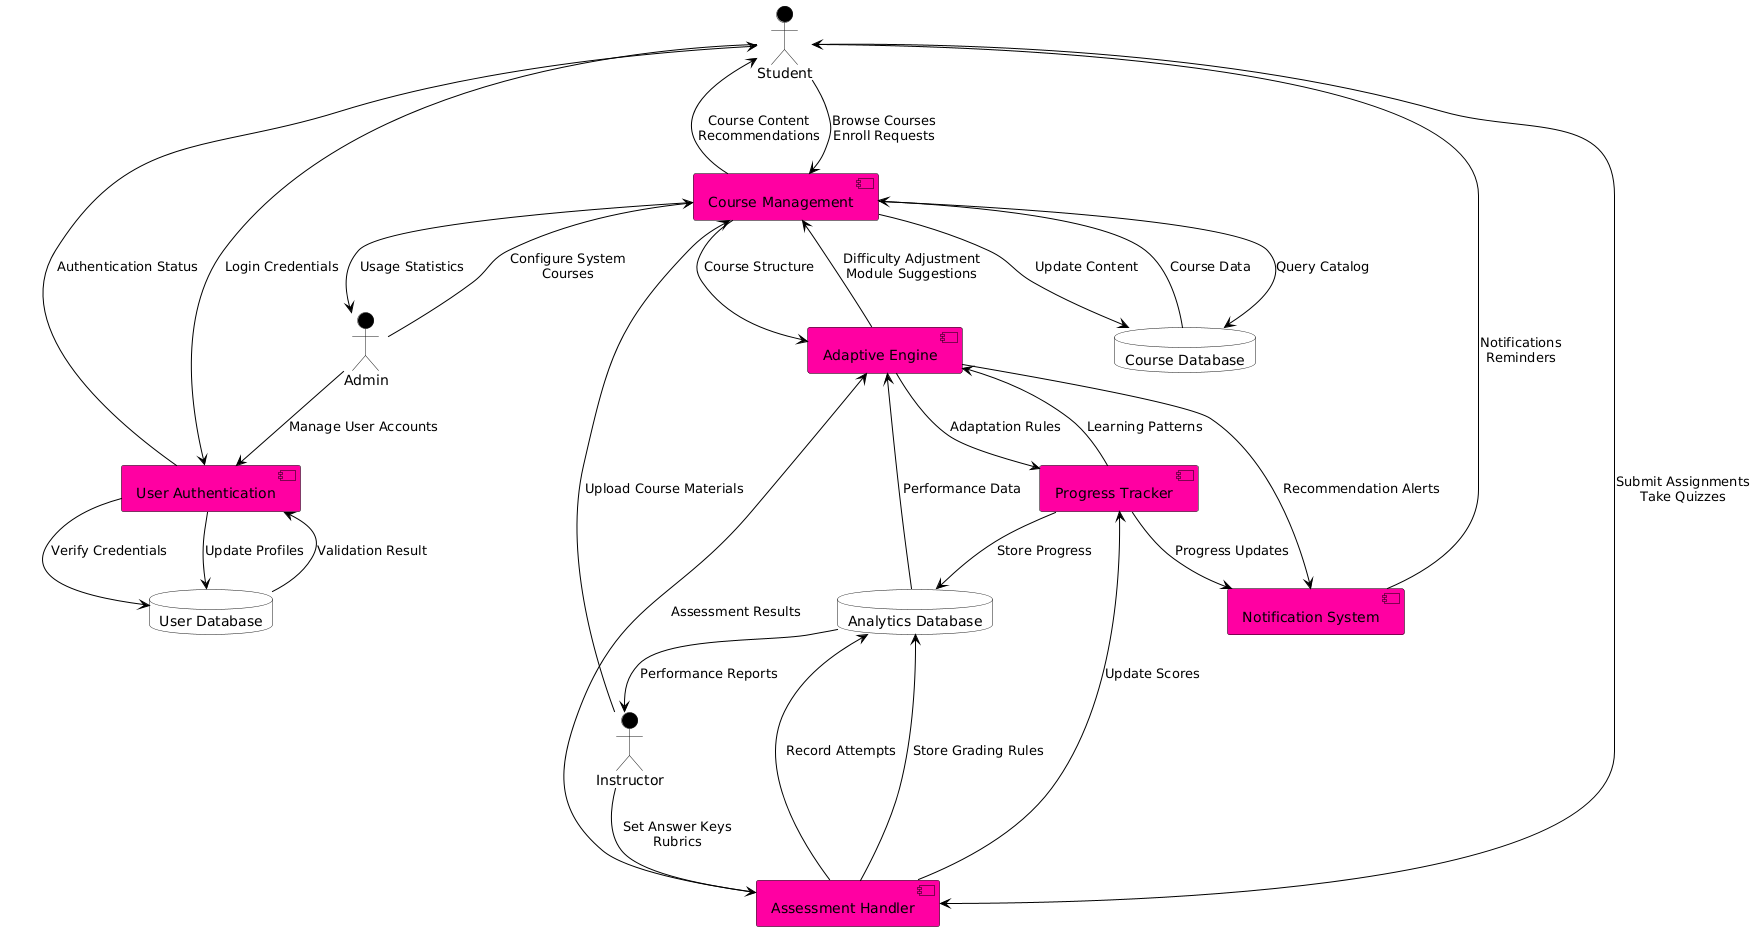 Student
Course Content
Recommendations
Browse Courses
Enroll Requests
Course Management
Authentication Status
Login Credentials
Usage Statistics
Configure System
Courses
Course Structure
Difficulty Adjustment
Module Suggestions
Update Content
Course Data
Query Catalog
Admin
Adaptive Engine
Course Database
Notifications
Reminders
Manage User Accounts
Adaptation Rules
Learning Patterns
User Authentication
Upload Course Materials
Performance Data
Progress Tracker
Recommendation Alerts
Submit Assignments
Take Quizzes
Verify Credentials
Update Profiles
Validation Result
Store Progress
Progress Updates
User Database
Assessment Results
Analytics Database
Notification System
Performance Reports
Update Scores
Instructor
Record Attempts
Store Grading Rules
Set Answer Keys
Rubrics
Assessment Handler